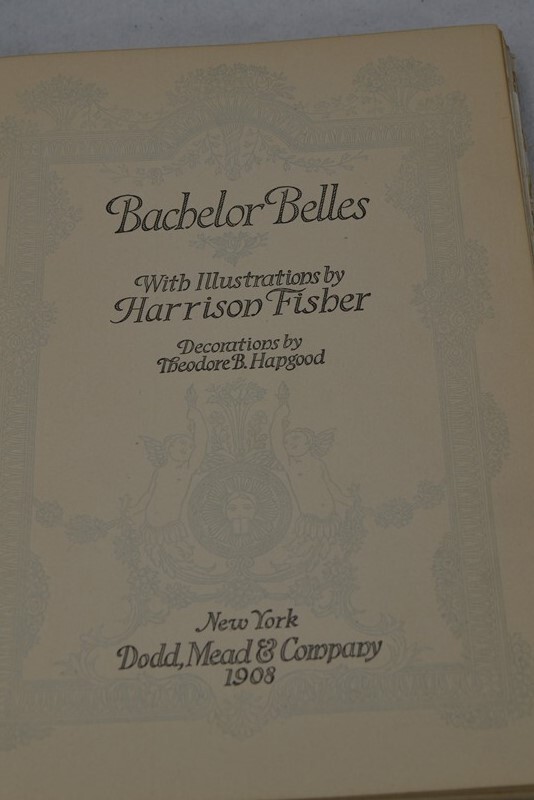 Bachelor Belles
With Illustrations by
Harrison Fisher
Decorations by
Theodore B. Hapgood
New York
Dodd, Mead & Company
1908